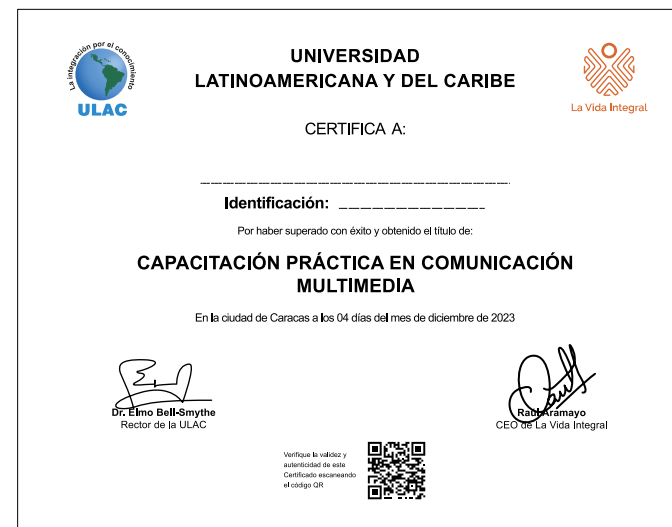 La integración por el conocimiento
ULAC
UNIVERSIDAD
LATINOAMERICANA Y DEL CARIBE
La Vida Integral
CERTIFICA A:
Identificación:
Por haber superado con éxito y obtenido el título de:
CAPACITACIÓN PRÁCTICA EN COMUNICACIÓN
MULTIMEDIA
En la ciudad de Caracas a los 04 días del mes de diciembre de 2023
Dr. Elmo Bell-Smythe
Rector de la ULAC
Raúl Aramayo
CEO de La Vida Integral
Verifique la validez y
autenticidad de este
Certificado escaneando
el código QR